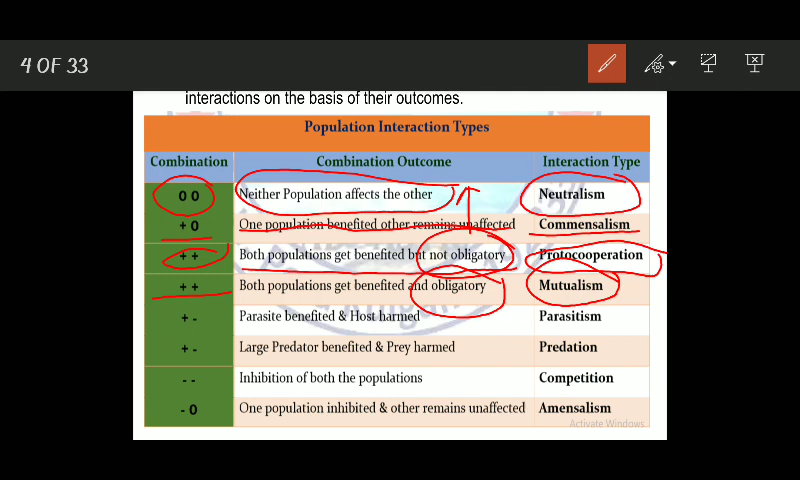 4 OF 33
interactions on the basis of their outcomes.
Population Interaction Types
Combination Combination Outcome Interaction Type
0 0 Neither Population affects the other Neutralism
+ 0 One population benefited other remains unaffected Commensalism
+ + Both populations get benefited but not obligatory Protocooperation
+ + Both populations get benefited and obligatory Mutualism
+ - Parasite benefited & Host harmed Parasitism
+ - Large Predator benefited & Prey harmed Predation
- - Inhibition of both the populations Competition
- 0 One population inhibited & other remains unaffected Amensalism
Activate Windows